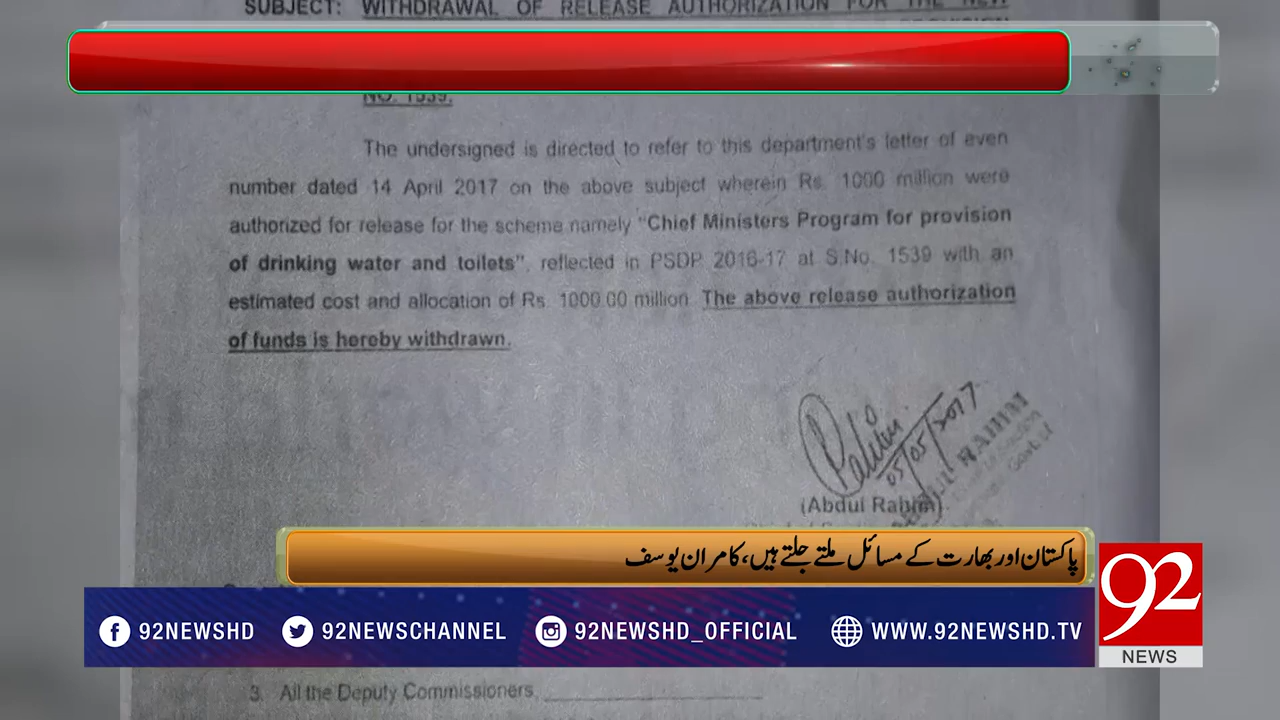 SUBJECT: WITHDRAWAL OF RELEASE AUTHORIZATION FOR THE NEW
NO. 1539.
The undersigned is directed to refer to this department's letter of even
number dated 14 April 2017 on the above subject wherein Rs. 1000 million were
authorized for release for the scheme namely "Chief Ministers Program for provision
of drinking water and toilets", reflected in PSDP 2016-17 at S.No. 1539 with an
estimated cost and allocation of Rs. 1000.00 million. The above release authorization
of funds is hereby withdrawn.
05/05/2017
RAHIM
Govt. of
(Abdul Rahim)
پاکستان اور بھارت کے مسائل ملتے جلتے ہیں، کامران یوسف
92NEWSHD 92NEWSCHANNEL 92NEWSHD_OFFICIAL WWW.92NEWSHD.TV
92
NEWS
3. All the Deputy Commissioners